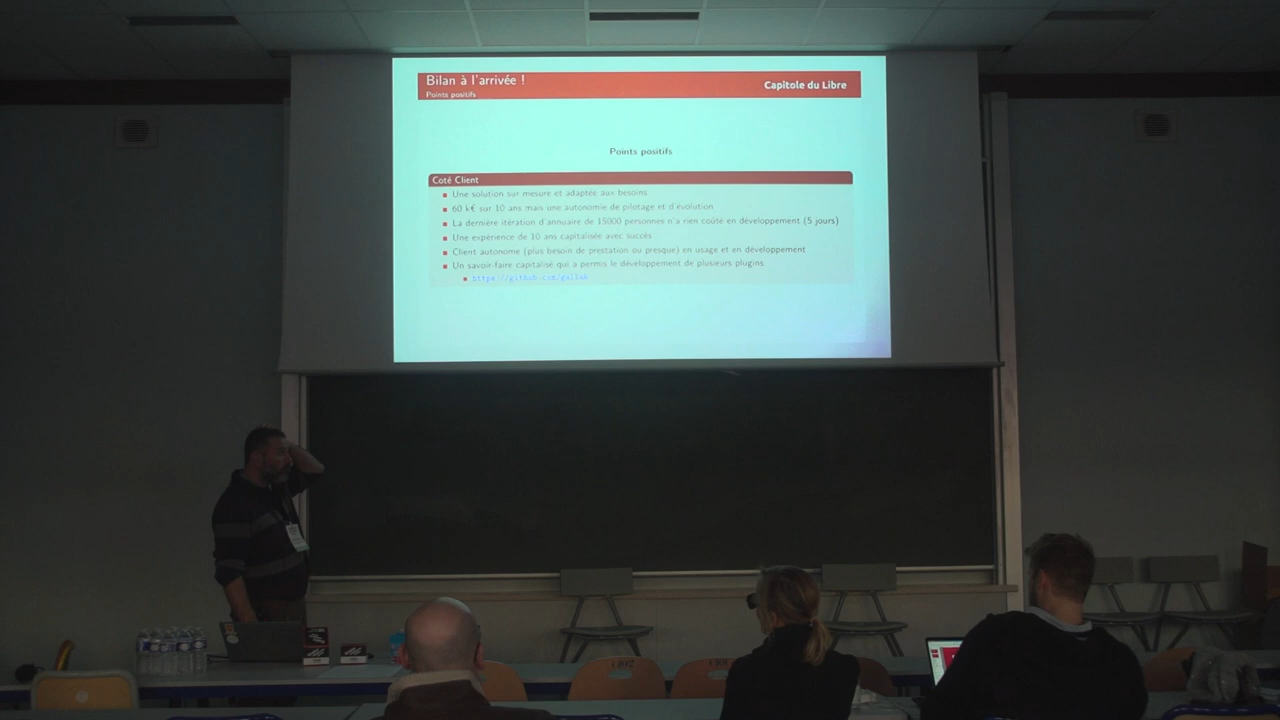 Bilan à l'arrivée !
Points positifs
Capitole du Libre
Points positifs
Coté Client
Une solution sur mesure et adaptée aux besoins
60 k€ sur 10 ans mais une autonomie de pilotage et d'évolution
La dernière itération d'annuaire de 15000 personnes n'a rien coûté en développement (5 jours)
Une expérience de 10 ans capitalisée avec succès
Client autonome (plus besoin de prestation ou presque) en usage et en développement
Un savoir-faire capitalisé qui a permis le développement de plusieurs plugins